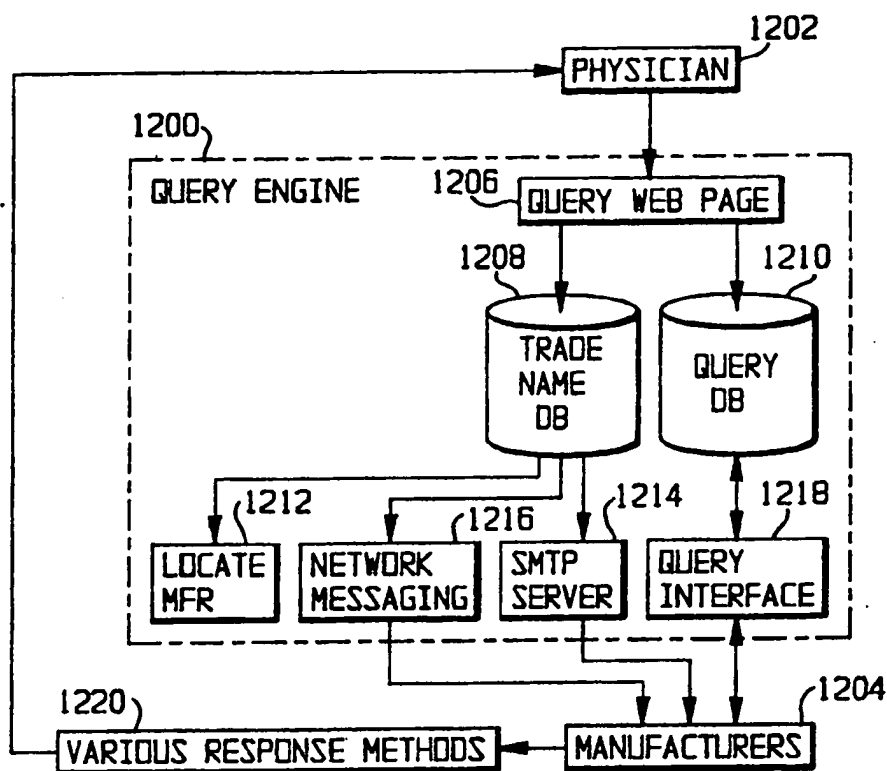 1202
PHYSICIAN
1200
QUERY ENGINE
1206
QUERY WEB PAGE
1208
1210
TRADE
NAME
DB
QUERY
DB
1212
1216
1214
1218
LOCATE
MFR
NETWORK
MESSAGING
SMTP
SERVER
QUERY
INTERFACE
1220
1204
VARIOUS RESPONSE METHODS
MANUFACTURERS